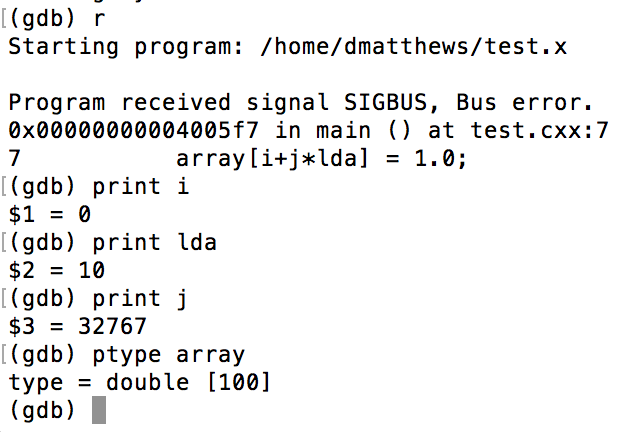 [(gdb) r
Starting program: /home/dmatthews/test.x

Program received signal SIGBUS, Bus error.
0x00000000004005f7 in main () at test.cxx:7
7           array[i+j*lda] = 1.0;
[(gdb) print i
$1 = 0
[(gdb) print lda
$2 = 10
[(gdb) print j
$3 = 32767
[(gdb) ptype array
type = double [100]
(gdb)